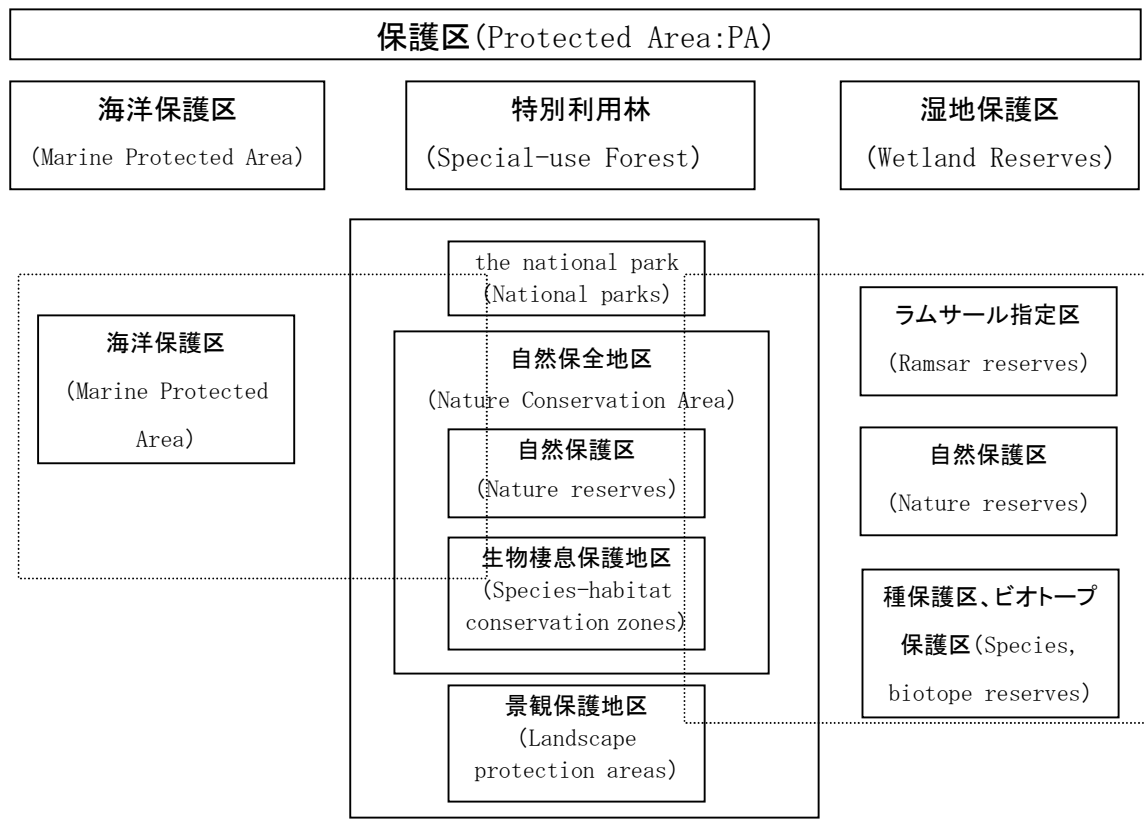 保護区(Protected Area:PA)
海洋保護区
(Marine Protected Area)
特別利用林
(Special-use Forest)
湿地保護区
(Wetland Reserves)
the national park
(National parks)
海洋保護区
(Marine Protected
Area)
自然保全地区
(Nature Conservation Area)
自然保護区
(Nature reserves)
生物棲息保護地区
(Species-habitat
conservation zones)
景観保護地区
(Landscape
protection areas)
ラムサール指定区
(Ramsar reserves)
自然保護区
(Nature reserves)
種保護区、ビオトープ
保護区(Species,
biotope reserves)